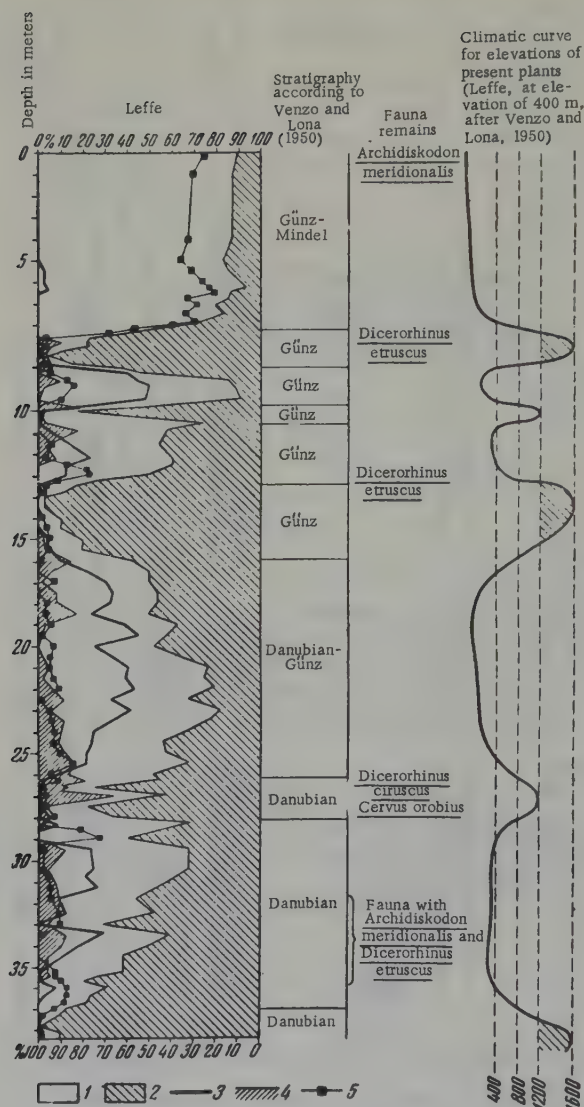 Climatic curve
for elevations of
present plants
(Leffe, at ele-
vation of 400 m,
after Venzo and
Lona, 1950)
Depth in meters
Leffe
Stratigraphy
according to
Venzo and
Lona
(1950)
Fauna
remains
0% 10 20 30 40 50 60 70 80 90 100
Archidiskodon
meridionalis
0
5
10
15
20
25
30
35
Günz-
Mindel
Günz
Dicerorhinus
etruscus
Günz
Günz
Günz
Dicerorhinus
etruscus
Günz
Danubian-
Günz
Danubian
Dicerorhinus
ciruscus
Cervus orobius
Danubian
Fauna with
Archidiskodon
meridionalis and
Dicerorhinus
etruscus
Danubian
%100 90 80 70 60 50 40 30 20 10 0
400
800
1200
1600
1 2 3 4 5